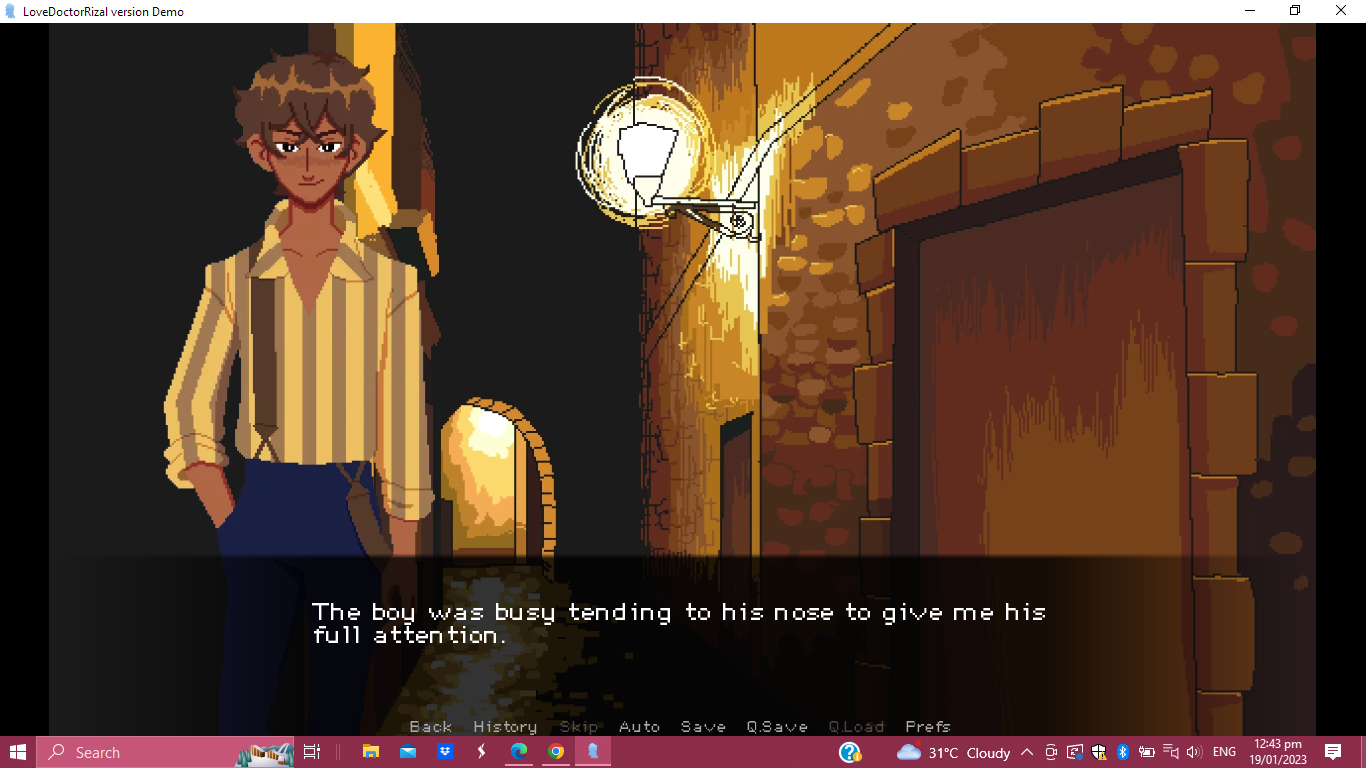 LoveDoctorRizal version Demo
The boy was busy tending to his nose to give me his
full attention.
Back History Skip Auto Save Q.Save Q.Load Prefs
Search
31°C Cloudy
ENG
12:43 pm
19/01/2023